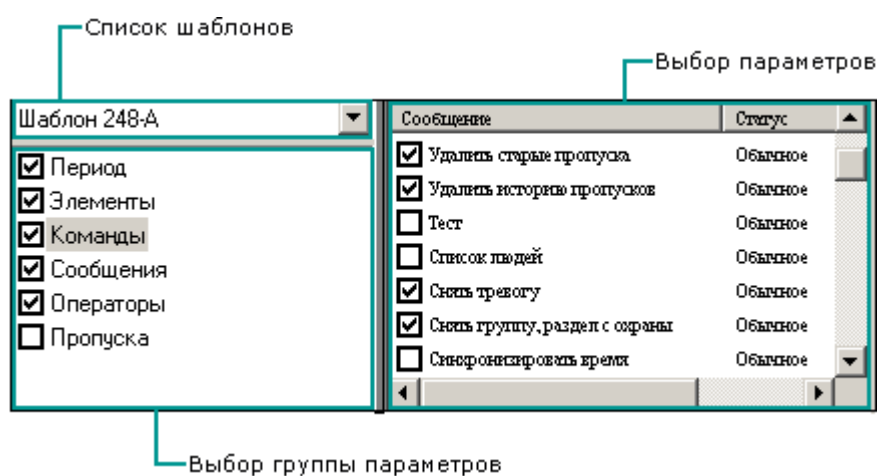 Список шаблонов
Выбор параметров
Шаблон 248-А
Период
Элементы
Команды
Сообщения
Операторы
Пропуска
Сообщение Статус
Удалить старые пропуска Обычное
Удалить историю пропусков Обычное
Тест Обычное
Список людей Обычное
Снять тревогу Обычное
Снять группу, раздел с охраны Обычное
Синхронизировать время Обычное
Выбор группы параметров